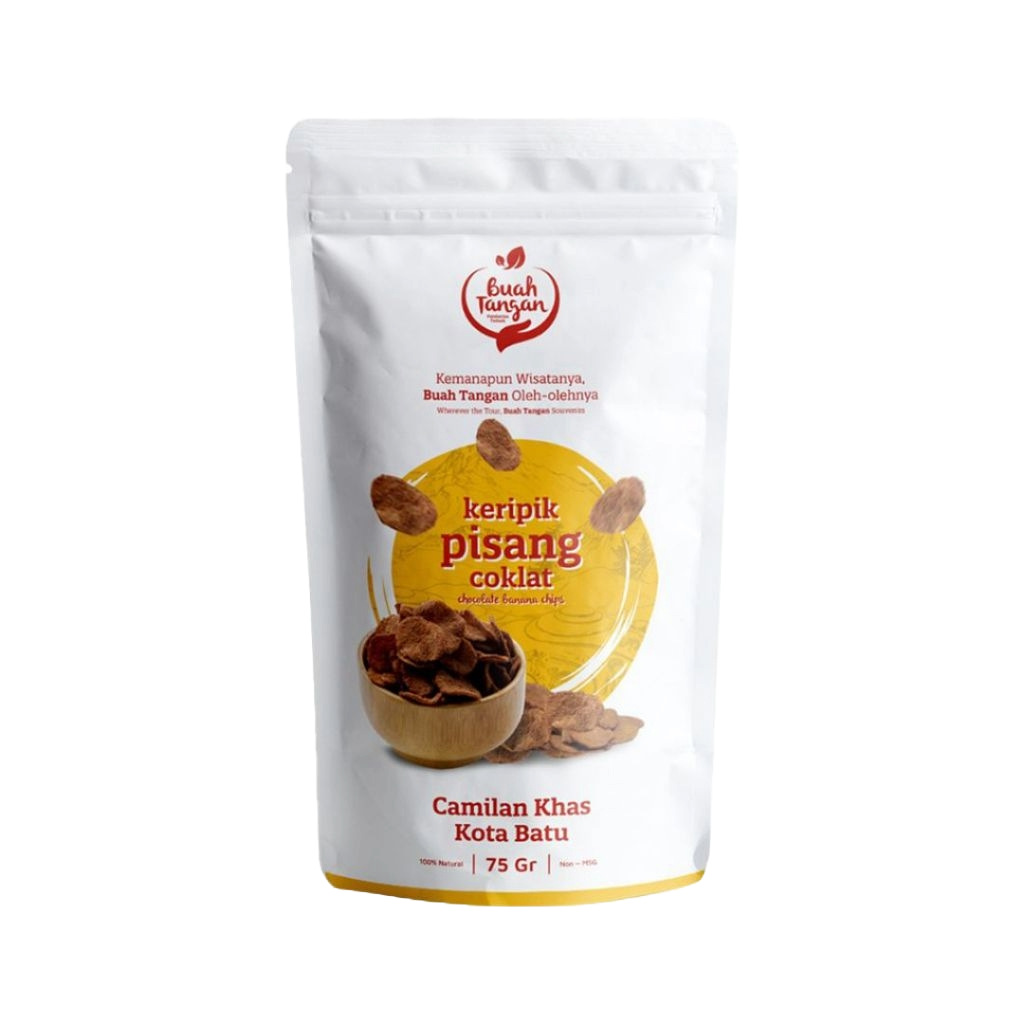 Buah
Tangan
Kemanapun Wisatanya,
Buah Tangan Oleh-olehnya
Wherever the Tour, Buah Tangan Souvenirs
keripik
pisang
coklat
chocolate banana chips
Camilan Khas
Kota Batu
100% Natural | 75 Gr | Non - MSG